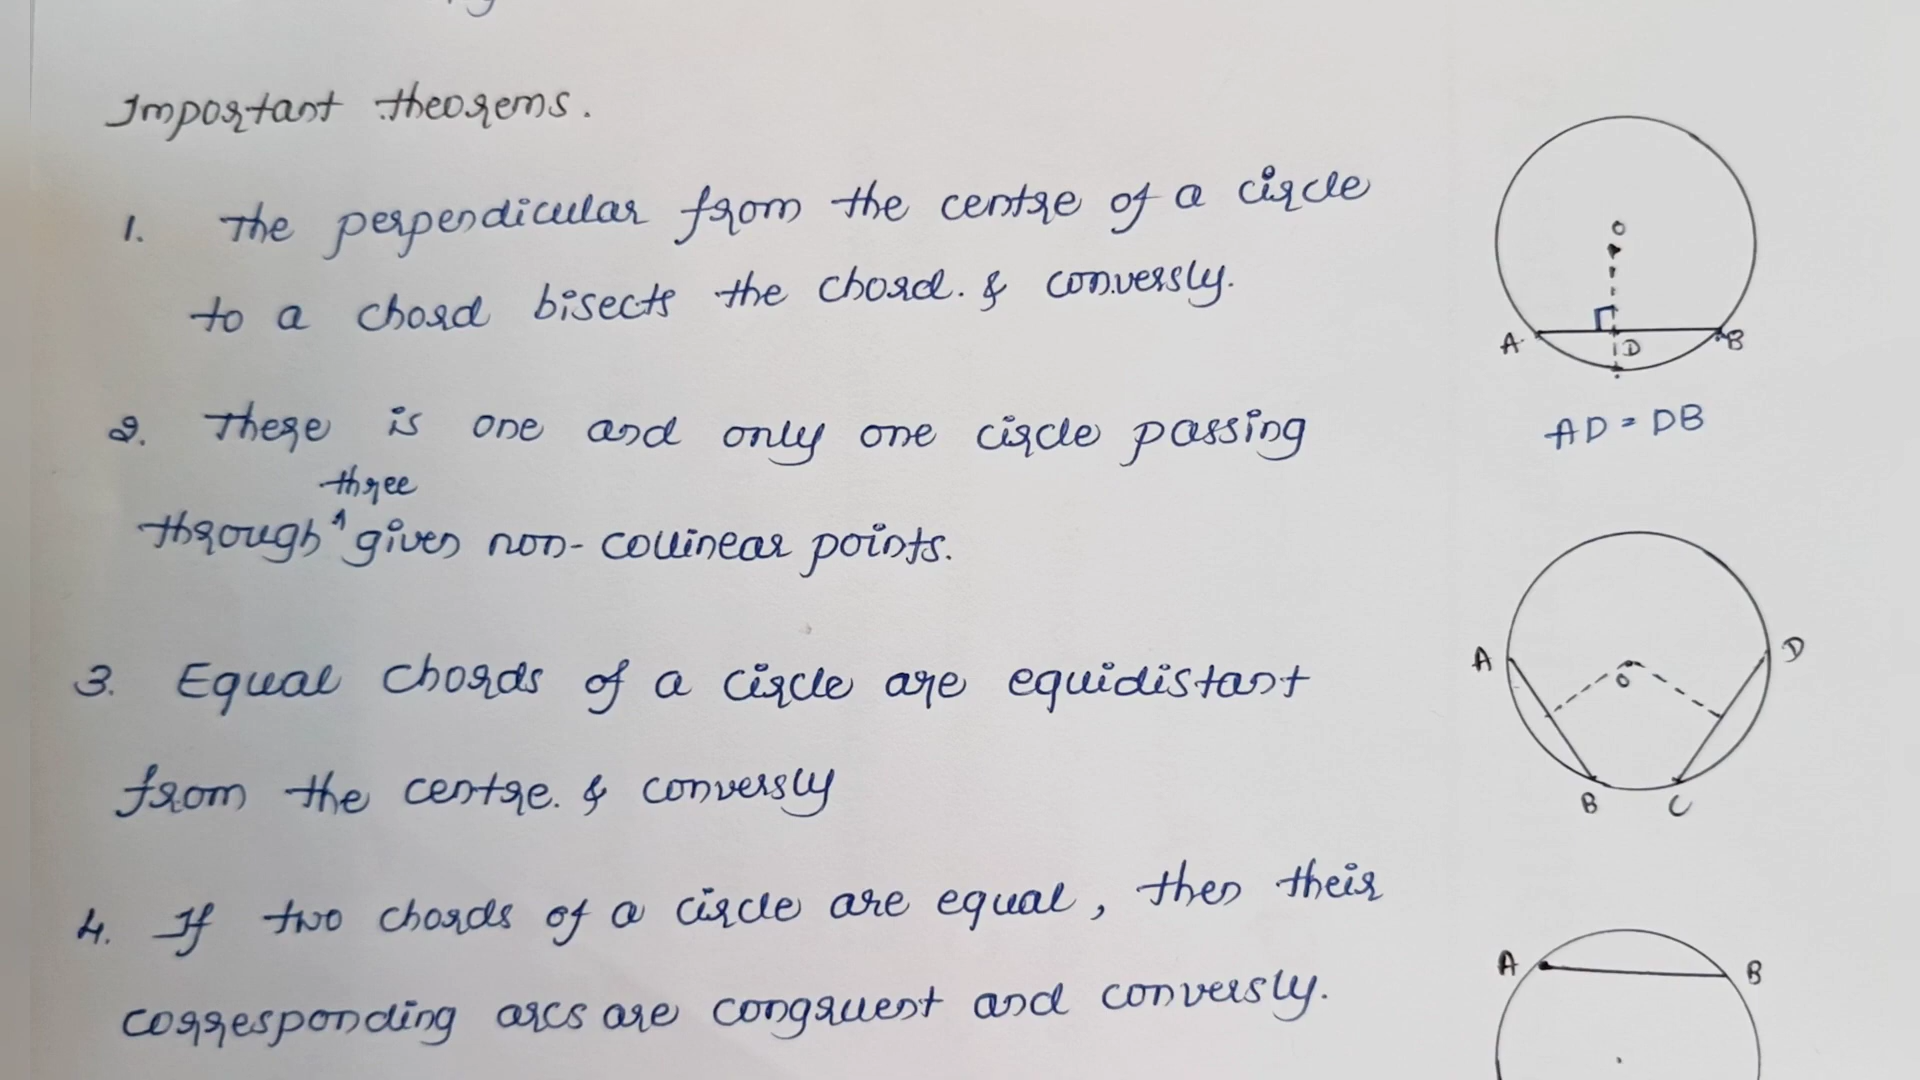 Important theorems.
1. The perpendicular from the centre of a circle
to a chord bisects the chord. & conversly.
2. There is one and only one circle passing
three
through ^ given non-collinear points.
3. Equal chords of a circle are equidistant
from the centre. & conversly
4. If two chords of a circle are equal, then their
corresponding arcs are congruent and conversly.
O
A D B
AD = DB
A D
O
B C
A B